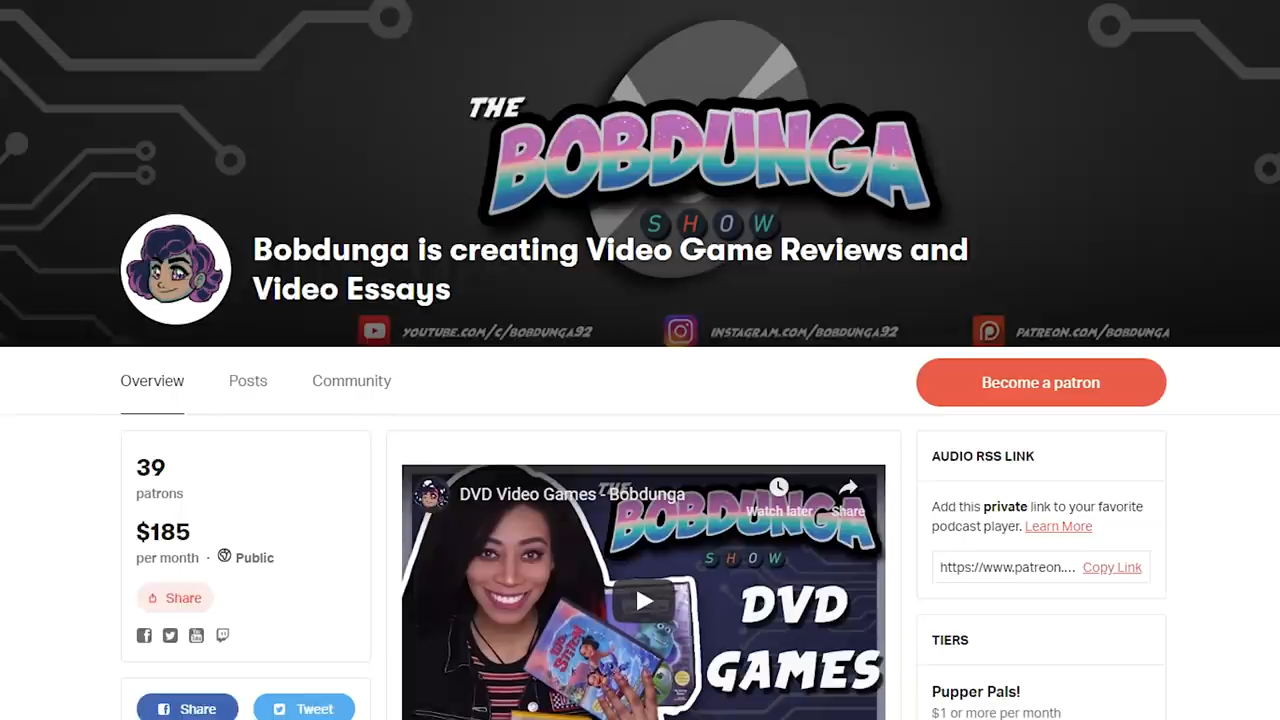 THE
BOBDUNGA
SHOW
Bobdunga is creating Video Game Reviews and
Video Essays
YOUTUBE.COM/C/BOBDUNGA92
INSTAGRAM.COM/BOBDUNGA92
PATREON.COM/BOBDUNGA
Overview
Posts
Community
Become a patron
39
patrons
$185
per month · Public
Share
Share
Tweet
DVD Video Games - Bobdunga
Watch later
Share
THE
BOBDUNGA
SHOW
DVD
GAMES
AUDIO RSS LINK
Add this private link to your favorite
podcast player. Learn More
https://www.patreon.... Copy Link
TIERS
Pupper Pals!
$1 or more per month